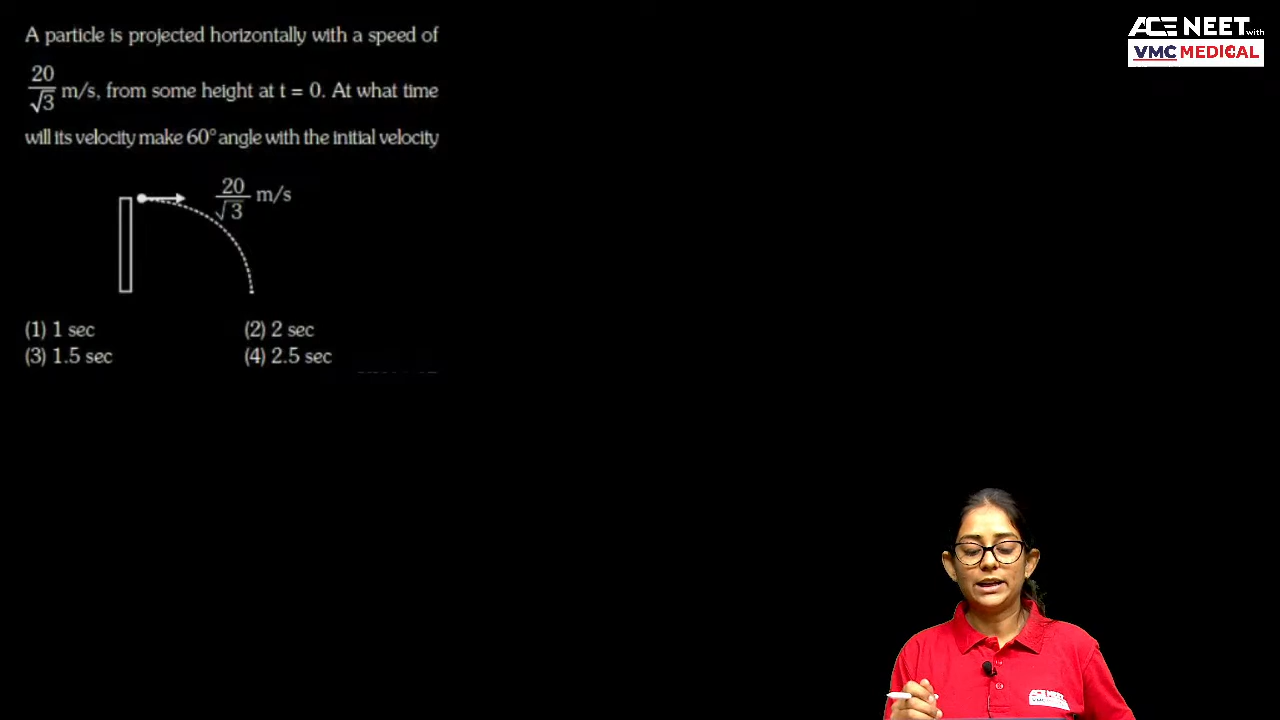 A particle is projected horizontally with a speed of
20/√3 m/s, from some height at t = 0. At what time
will its velocity make 60° angle with the initial velocity
20/√3 m/s
(1) 1 sec (2) 2 sec
(3) 1.5 sec (4) 2.5 sec
ACE NEET with
VMC MEDICAL
ACE NEET